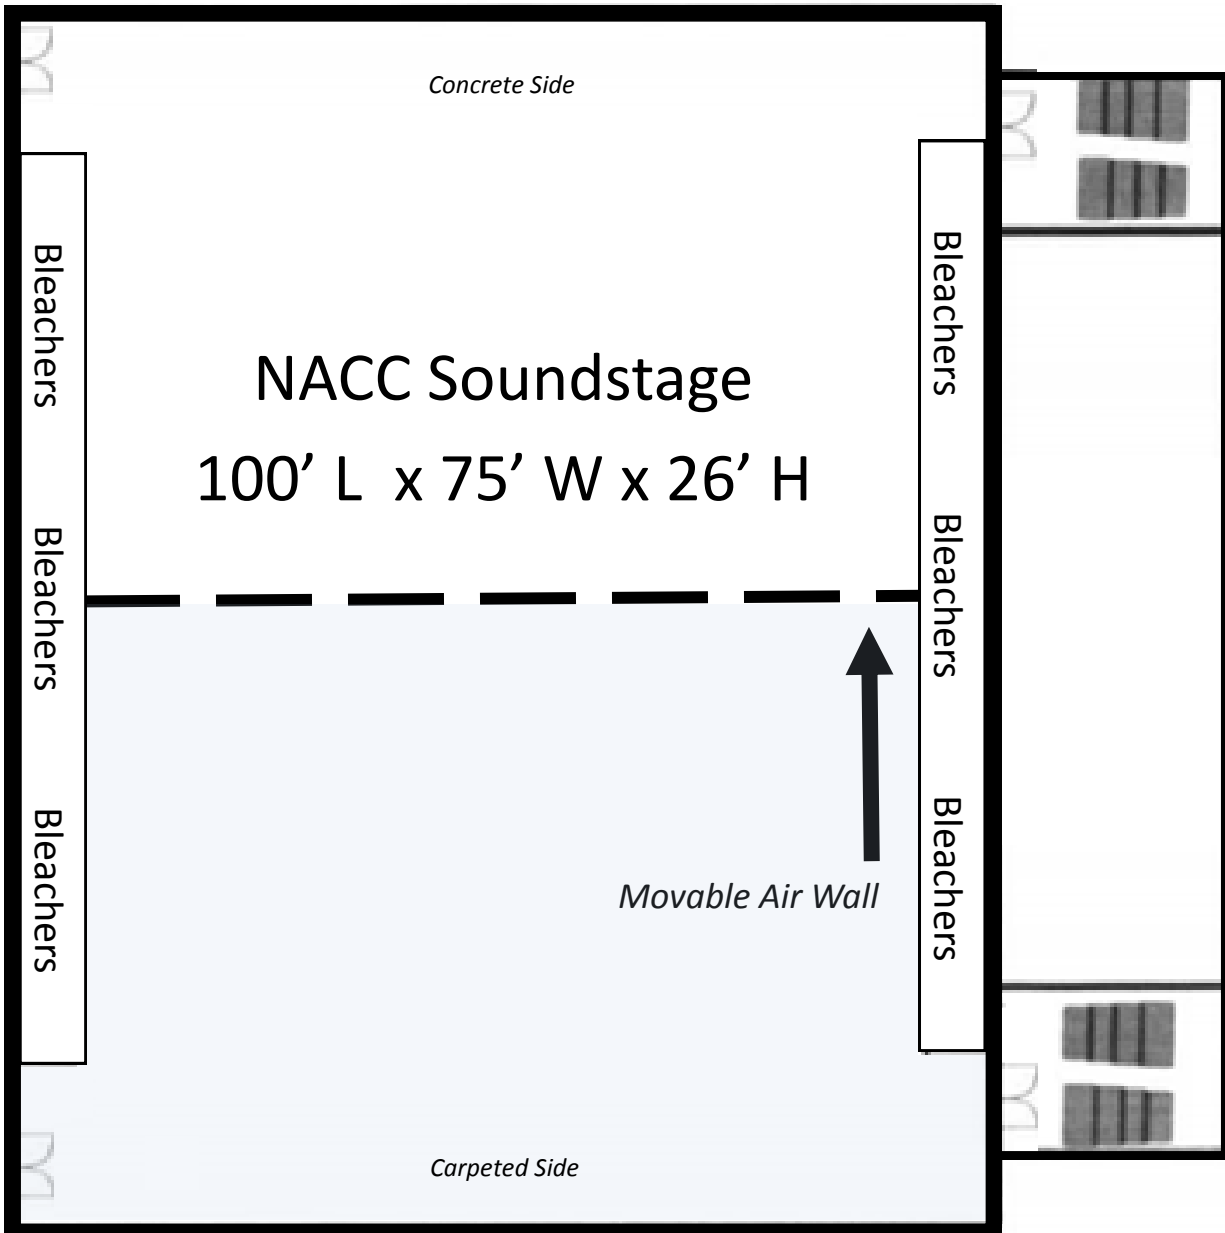 Concrete Side
Bleachers
Bleachers
NACC Soundstage
100’ L x 75’ W x 26’ H
Bleachers
Bleachers
Bleachers
Bleachers
Movable Air Wall
Carpeted Side